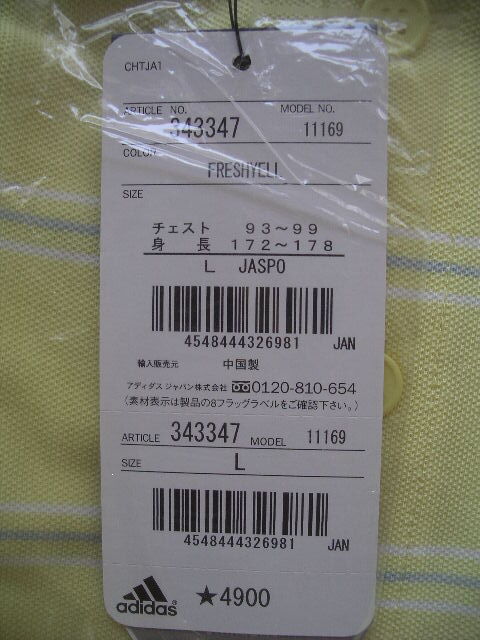 CHTJA1
ARTICLE NO. MODEL NO.
343347 11169
COLOR
FRESHYELL
SIZE
チェスト 93~99
身 長 172~178
L JASPO
4548444326981 JAN
輸入販売元 中国製
アディダス ジャパン株式会社 0120-810-654
(素材表示は製品の8フラッグラベルをご確認下さい。)
ARTICLE 343347 MODEL 11169
SIZE L
4548444326981 JAN
adidas ® ★4900